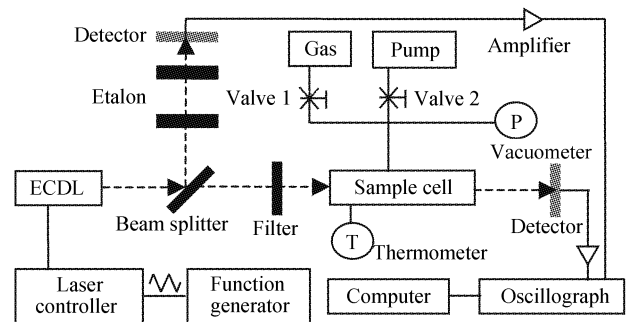 Detector
Gas
Pump
Amplifier
Etalon
Valve 1
Valve 2
P
Vacuometer
ECDL
Sample cell
Beam splitter
Filter
T
Thermometer
Detector
Laser
controller
Function
generator
Computer
Oscillograph